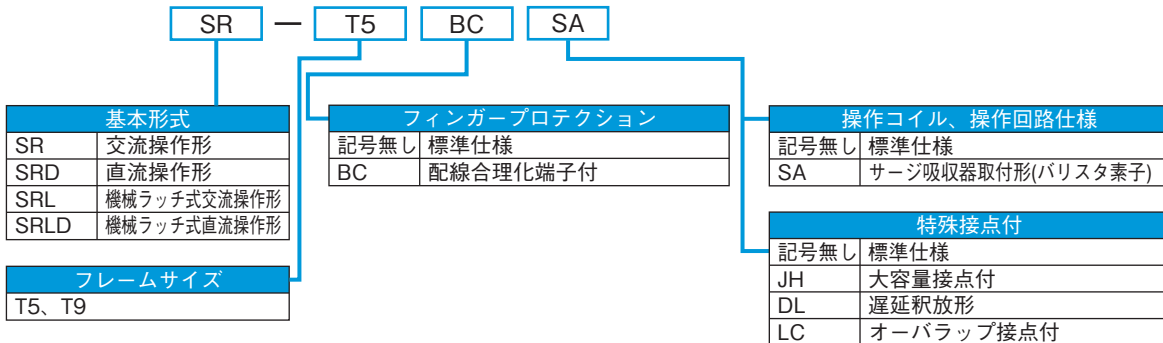 SR — T5 BC SA
基本形式
SR 交流操作形
SRD 直流操作形
SRL 機械ラッチ式交流操作形
SRLD 機械ラッチ式直流操作形
フレームサイズ
T5、T9
フィンガープロテクション
記号無し 標準仕様
BC 配線合理化端子付
操作コイル、操作回路仕様
記号無し 標準仕様
SA サージ吸収器取付形(バリスタ素子)
特殊接点付
記号無し 標準仕様
JH 大容量接点付
DL 遅延釈放形
LC オーバラップ接点付